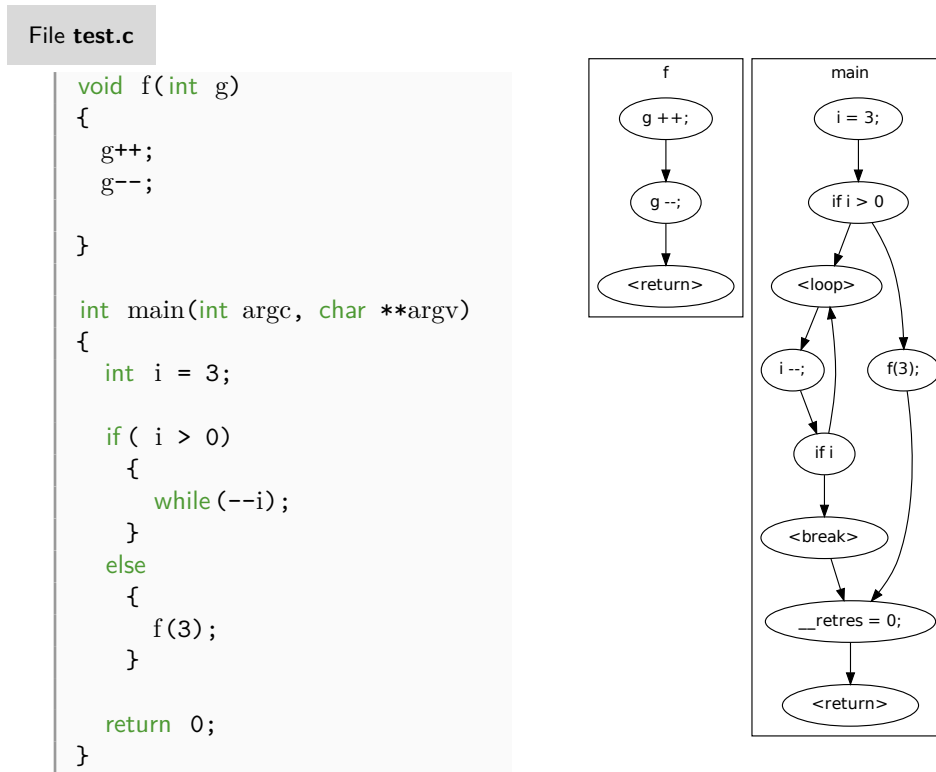 File test.c
void f(int g)
{
g++;
g--;
}
int main(int argc, char **argv)
{
int i = 3;
if ( i > 0)
{
while(--i);
}
else
{
f(3);
}
return 0;
}
f
g ++;
g --;
<return>
main
i = 3;
if i > 0
<loop>
i --;
f(3);
if i
<break>
__retres = 0;
<return>